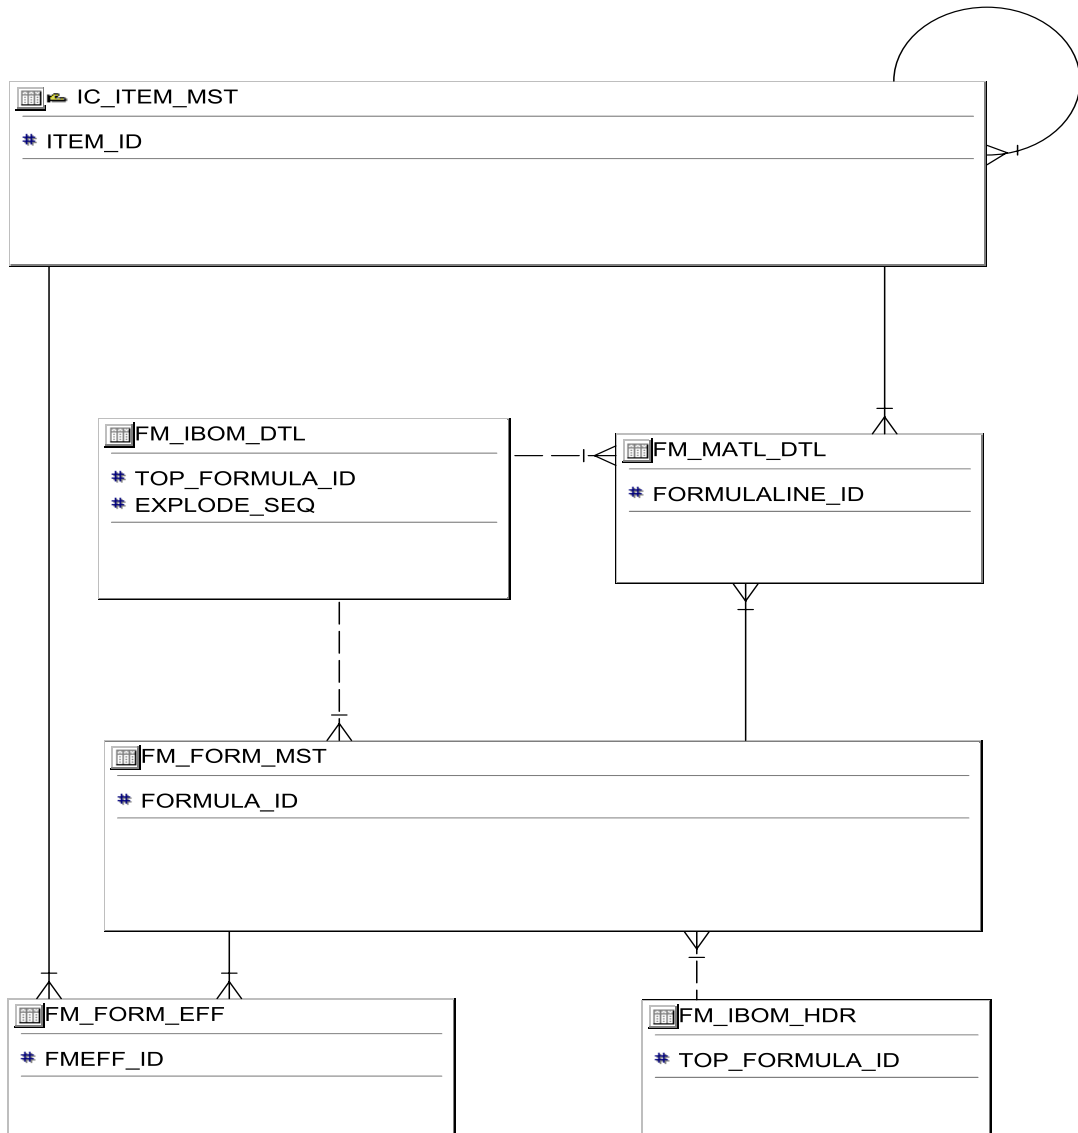 IC_ITEM_MST
# ITEM_ID
FM_IBOM_DTL
# TOP_FORMULA_ID
# EXPLODE_SEQ
FM_MATL_DTL
# FORMULALINE_ID
FM_FORM_MST
# FORMULA_ID
FM_FORM_EFF
# FMEFF_ID
FM_IBOM_HDR
# TOP_FORMULA_ID